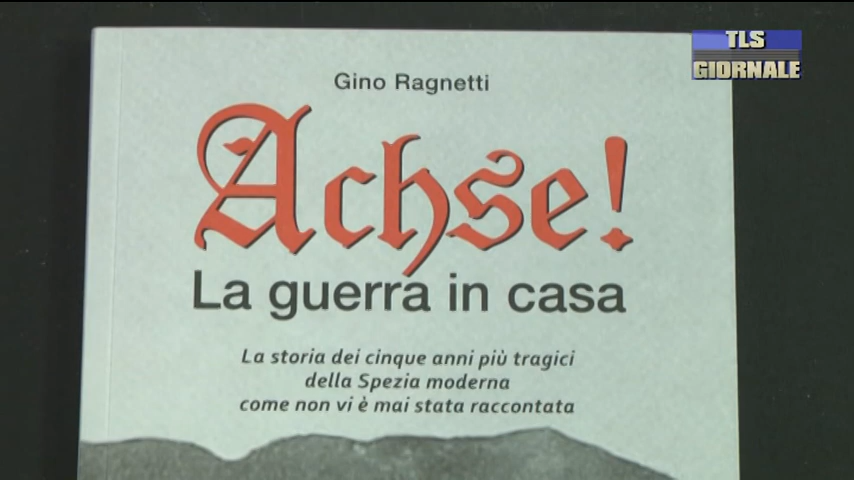 TLS
GIORNALE
Gino Ragnetti
Achse!
La guerra in casa
La storia dei cinque anni più tragici
della Spezia moderna
come non vi è mai stata raccontata